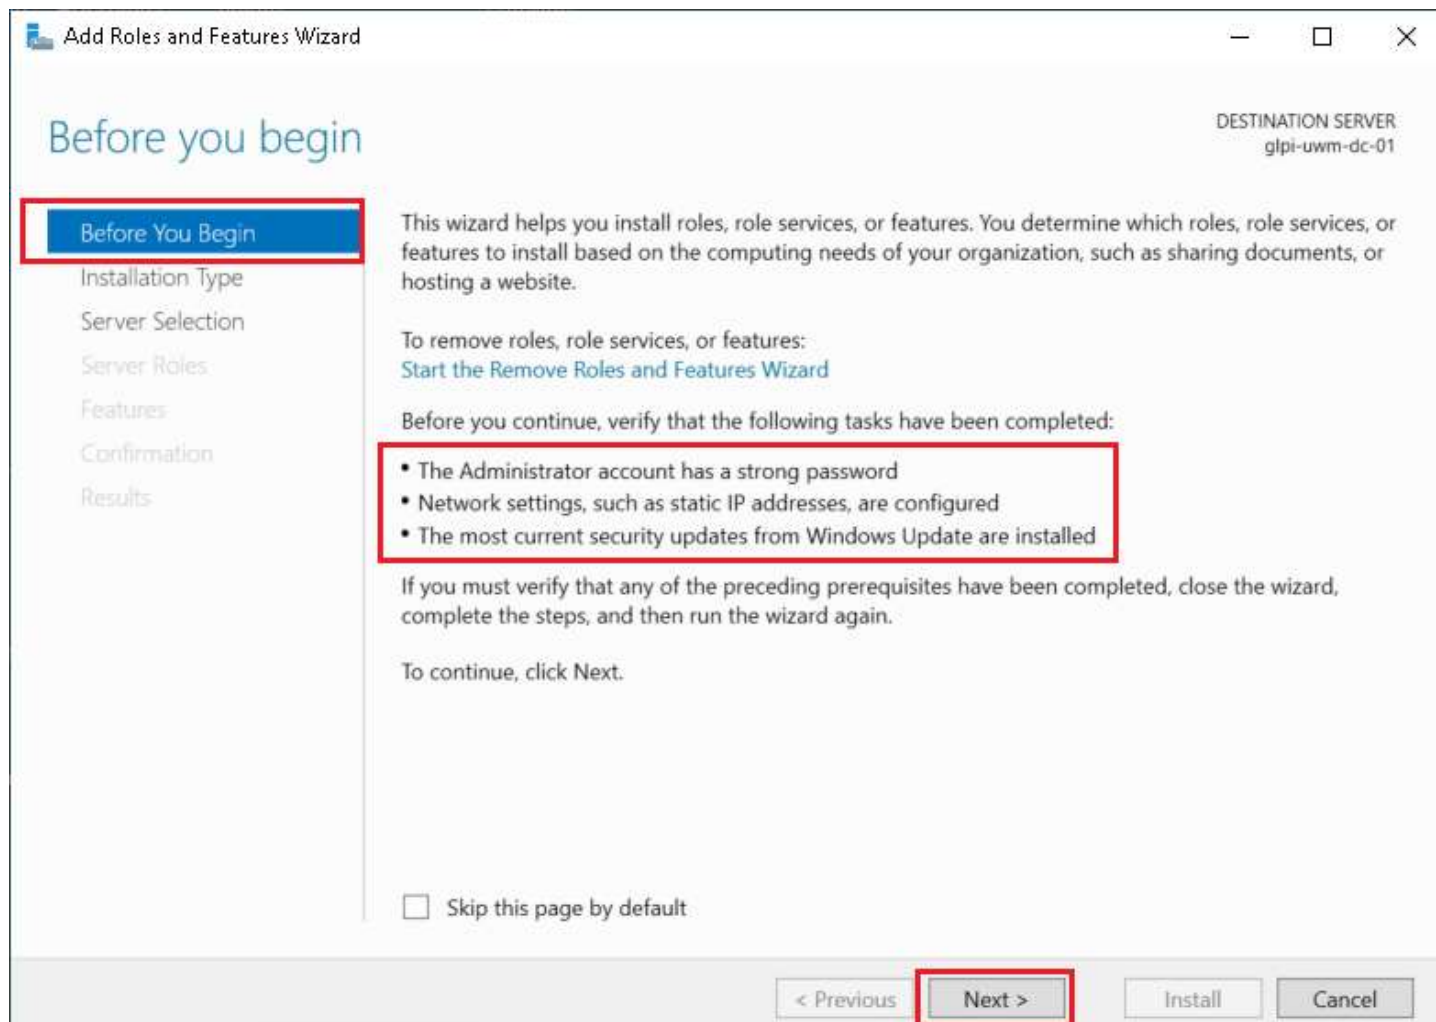 Add Roles and Features Wizard
Before you begin
DESTINATION SERVER
glpi-uwm-dc-01
Before You Begin
Installation Type
Server Selection
Server Roles
Features
Confirmation
Results
This wizard helps you install roles, role services, or features. You determine which roles, role services, or
features to install based on the computing needs of your organization, such as sharing documents, or
hosting a website.
To remove roles, role services, or features:
Start the Remove Roles and Features Wizard
Before you continue, verify that the following tasks have been completed:
• The Administrator account has a strong password
• Network settings, such as static IP addresses, are configured
• The most current security updates from Windows Update are installed
If you must verify that any of the preceding prerequisites have been completed, close the wizard,
complete the steps, and then run the wizard again.
To continue, click Next.
Skip this page by default
< Previous
Next >
Install
Cancel